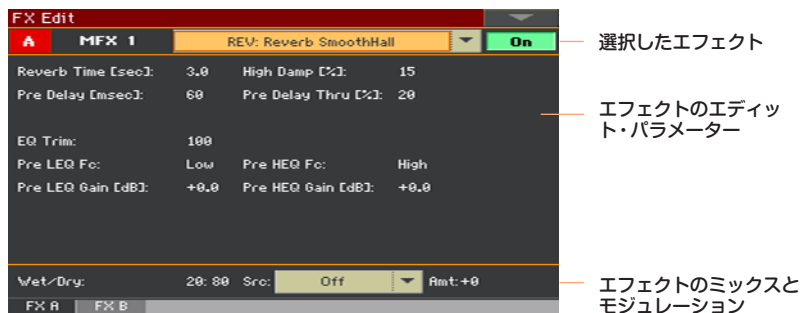 FX Edit
A MFX 1 REV: Reverb SmoothHall On
選択したエフェクト
Reverb Time [sec]: 3.0 High Damp [%]: 15
Pre Delay [msec]: 60 Pre Delay Thru [%]: 20
エフェクトのエディッ
ト・パラメーター
EQ Trim: 100
Pre LEQ Fc: Low Pre HEQ Fc: High
Pre LEQ Gain [dB]: +0.0 Pre HEQ Gain [dB]: +0.0
Wet/Dry: 20:80 Src: Off Amt:+0
エフェクトのミックスと
モジュレーション
FX A FX B